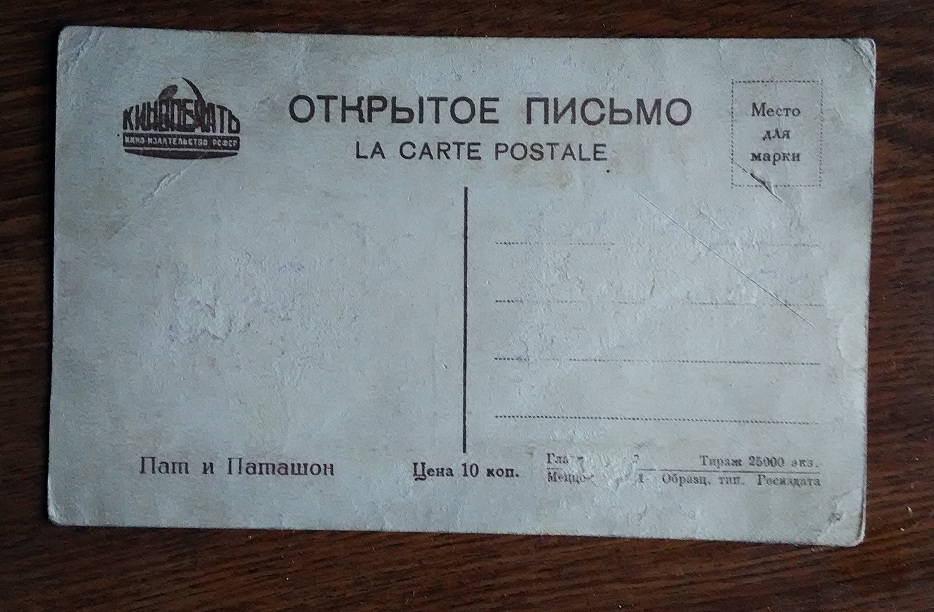 КИНОПЕЧАТЬ
КИНО-ИЗДАТЕЛЬСТВО РСФСР
ОТКРЫТОЕ ПИСЬМО
LA CARTE POSTALE
Место
для
марки
Пат и Паташон
Цена 10 коп.
Тираж 25000 экз.
Образц. тип. Госиздата